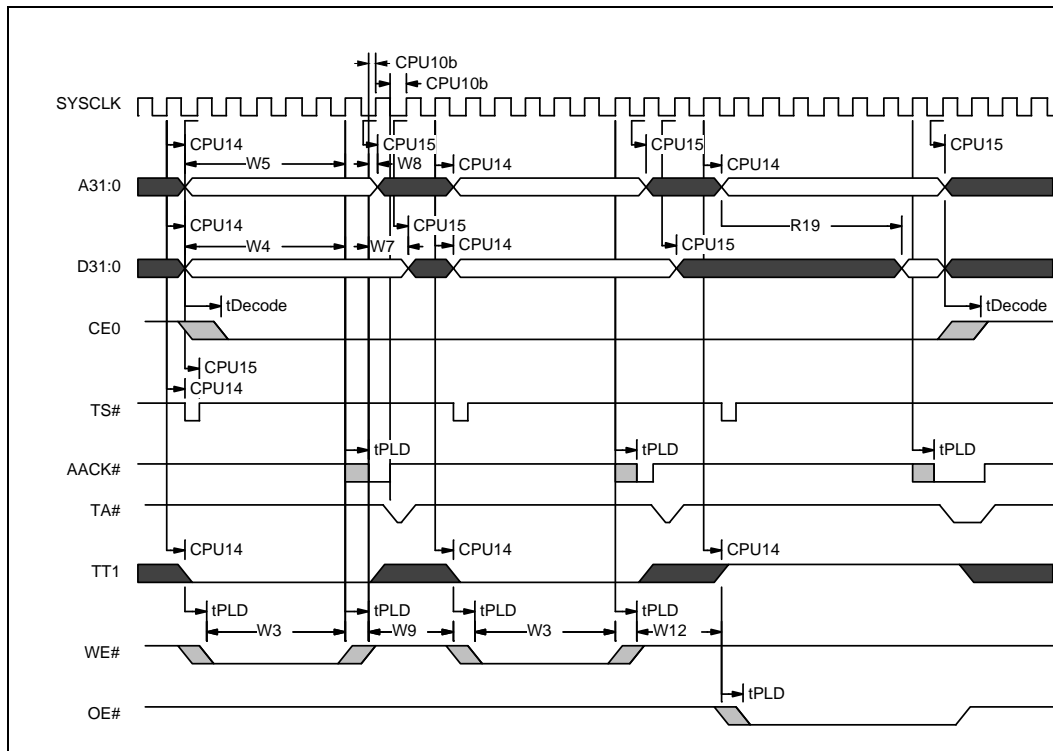 CPU10b
CPU10b
SYSCLK
CPU14 CPU15 CPU15 CPU15
W5 W8 CPU14 CPU14
A31:0
CPU14 CPU15 R19
W4 W7 CPU14 CPU15
D31:0
tDecode tDecode
CE0
CPU15
CPU14
TS#
tPLD tPLD tPLD
AACK#
TA#
CPU14 CPU14 CPU14
TT1
tPLD tPLD tPLD tPLD
W3 W9 W3 W12
WE#
tPLD
OE#